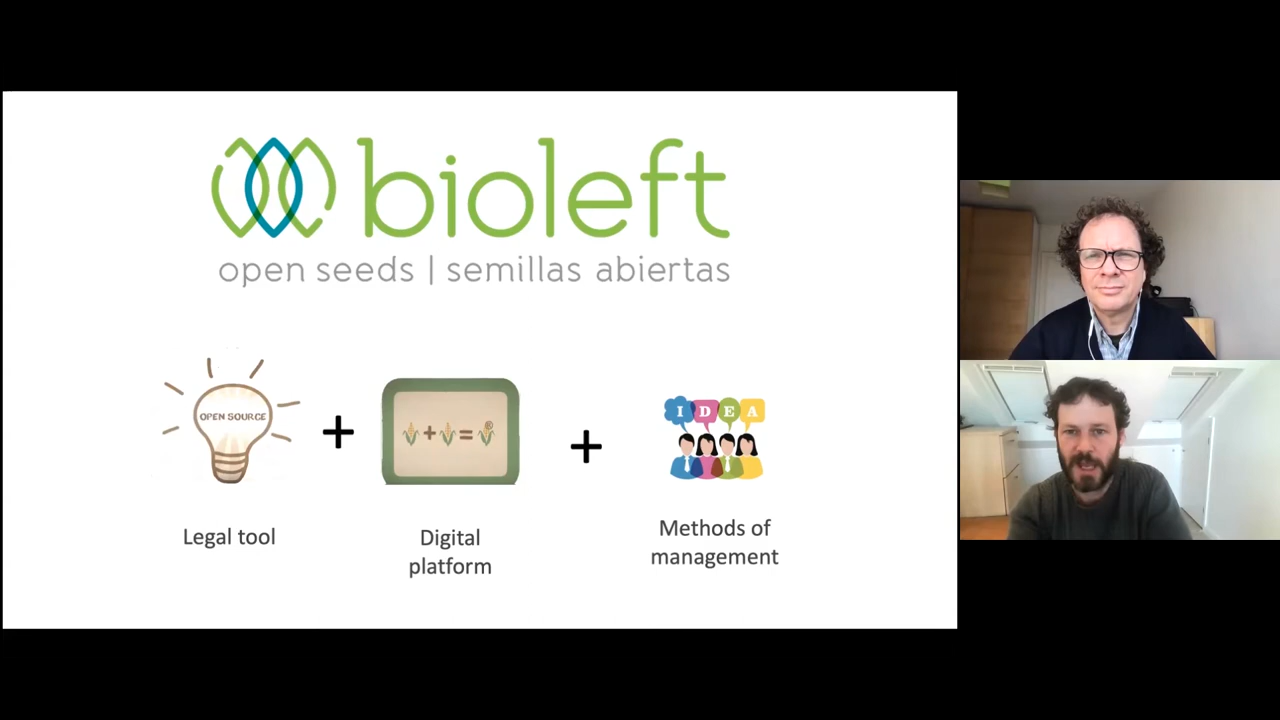 bioleft
open seeds | semillas abiertas
OPEN SOURCE
+
+ =
+
IDEA
Legal tool
Digital
platform
Methods of
management